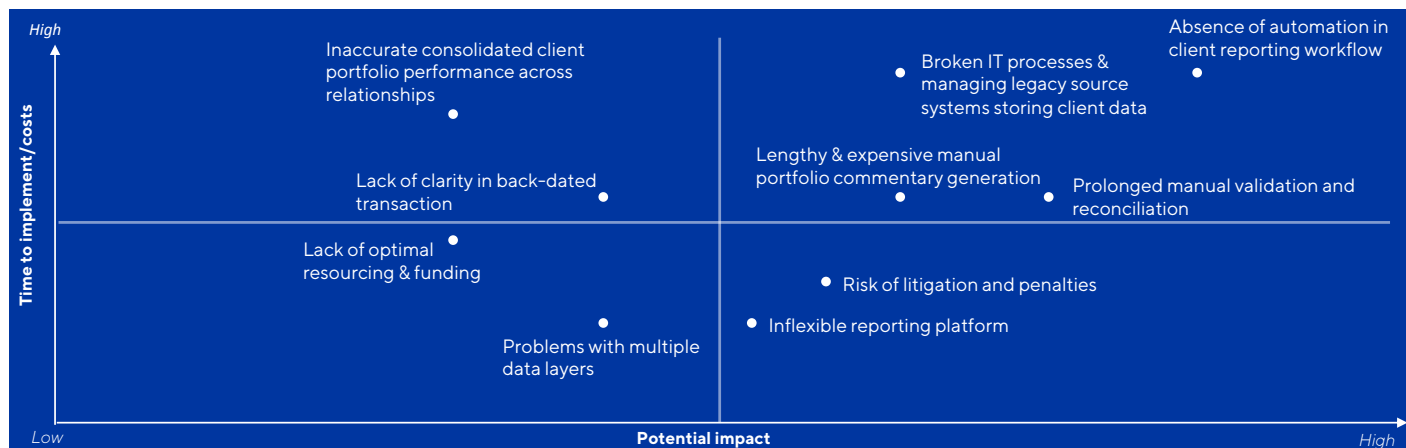 High
Absence of automation in
client reporting workflow
Inaccurate consolidated client
portfolio performance across
relationships
Broken IT processes &
managing legacy source
systems storing client data
Lengthy & expensive manual
portfolio commentary generation
Lack of clarity in back-dated
transaction
Prolonged manual validation and
reconciliation
Time to implement/costs
Lack of optimal
resourcing & funding
Risk of litigation and penalties
Inflexible reporting platform
Problems with multiple
data layers
Low
Potential impact
High